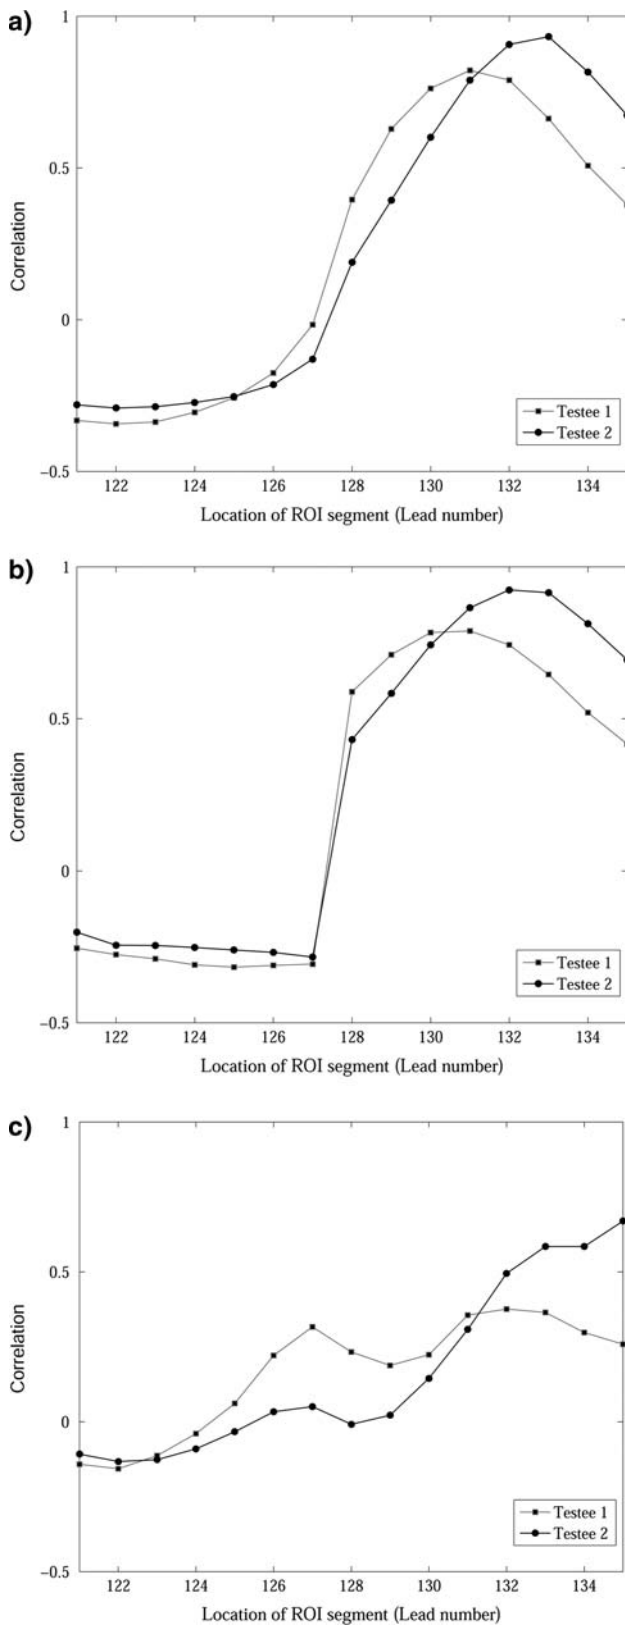 a)
1
0.5
0
−0.5
Correlation
Testee 1
Testee 2
122 124 126 128 130 132 134
Location of ROI segment (Lead number)
b)
1
0.5
0
−0.5
Correlation
Testee 1
Testee 2
122 124 126 128 130 132 134
Location of ROI segment (Lead number)
c)
1
0.5
0
−0.5
Correlation
Testee 1
Testee 2
122 124 126 128 130 132 134
Location of ROI segment (Lead number)